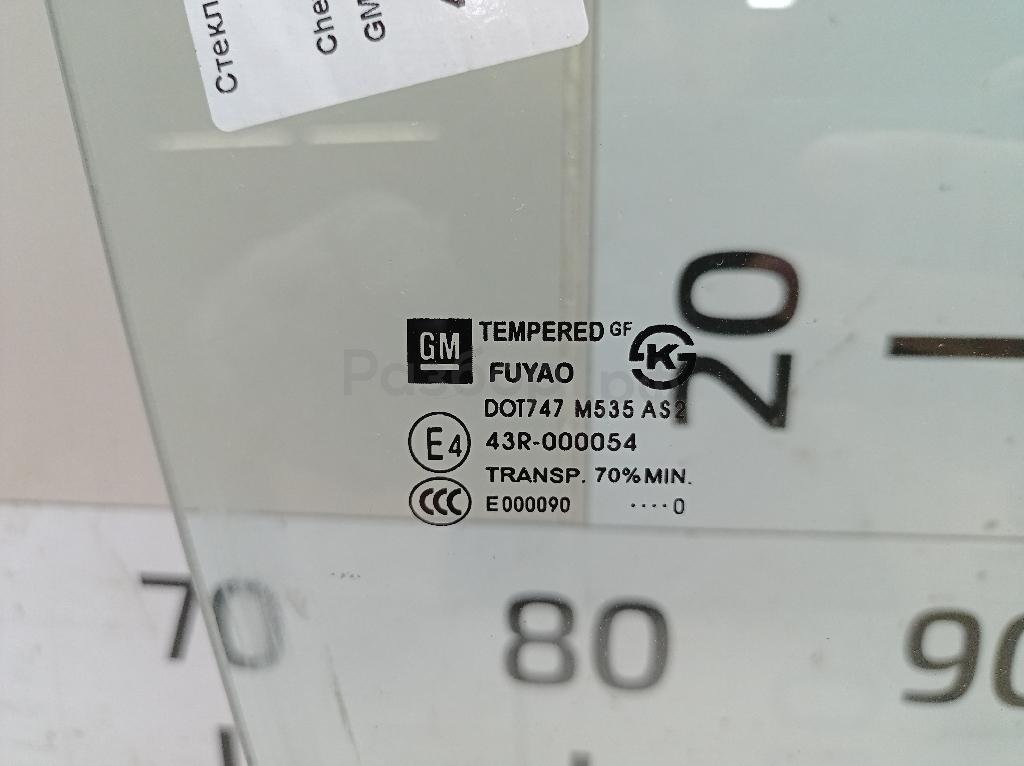 Стекл
Che
GM
GM TEMPERED GF
K
FUYAO
DOT747 M535 AS2
E4 43R-000054
TRANSP. 70% MIN.
CCC E000090 ....0
20
70 80 90